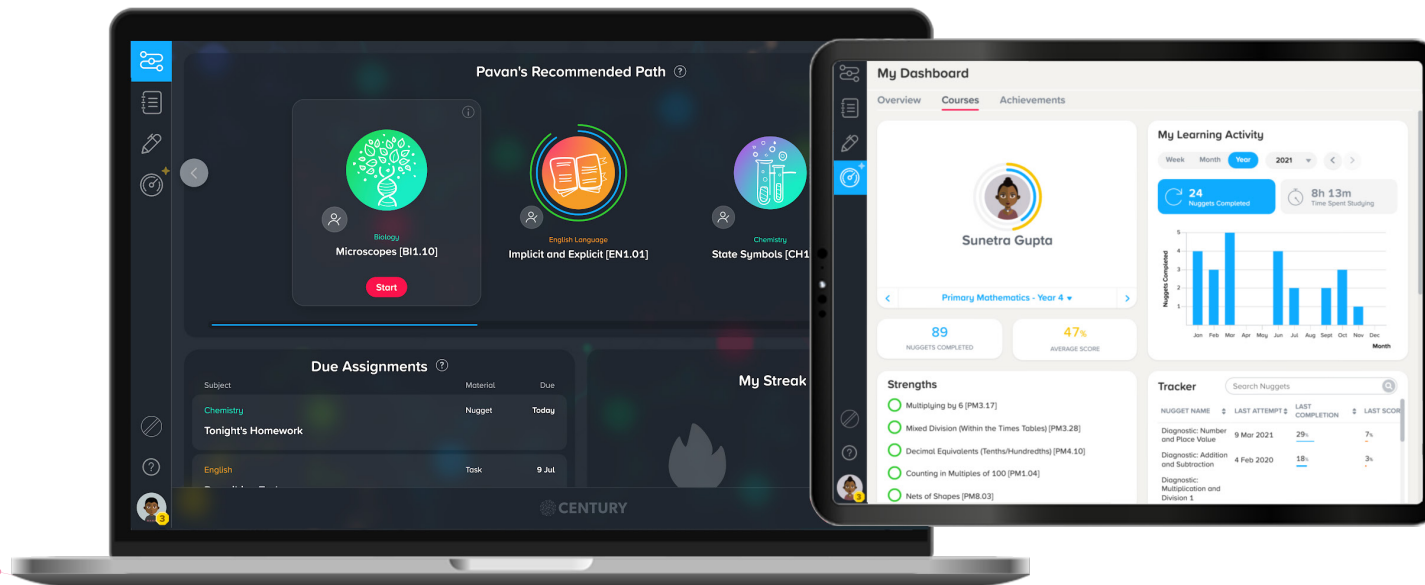 Pavan's Recommended Path ?
Biology
Microscopes [BI1.10]
Start
English Language
Implicit and Explicit [EN1.01]
Chemistry
State Symbols [CH1
Due Assignments ?
Subject Material Due
Chemistry Nugget Today
Tonight's Homework
English Task 9 Jul
My Streak
CENTURY
?
3
My Dashboard
Overview Courses Achievements
Sunetra Gupta
Primary Mathematics - Year 4
89
NUGGETS COMPLETED
47%
AVERAGE SCORE
My Learning Activity
Week Month Year 2021
24
Nuggets Completed
8h 13m
Time Spent Studying
Nuggets Completed
5
4
3
2
1
Jan Feb Mar Apr May Jun Jul Aug Sept Oct Nov Dec
Month
Strengths
Multiplying by 6 [PM3.17]
Mixed Division (Within the Times Tables) [PM3.28]
Decimal Equivalents (Tenths/Hundredths) [PM4.10]
Counting in Multiples of 100 [PM1.04]
Nets of Shapes [PM8.03]
Tracker Search Nuggets
NUGGET NAME LAST ATTEMPT LAST COMPLETION LAST SCOR
Diagnostic: Number
and Place Value 9 Mar 2021 29% 7%
Diagnostic: Addition
and Subtraction 4 Feb 2020 18% 3%
Diagnostic:
Multiplication and
Division 1
?
3